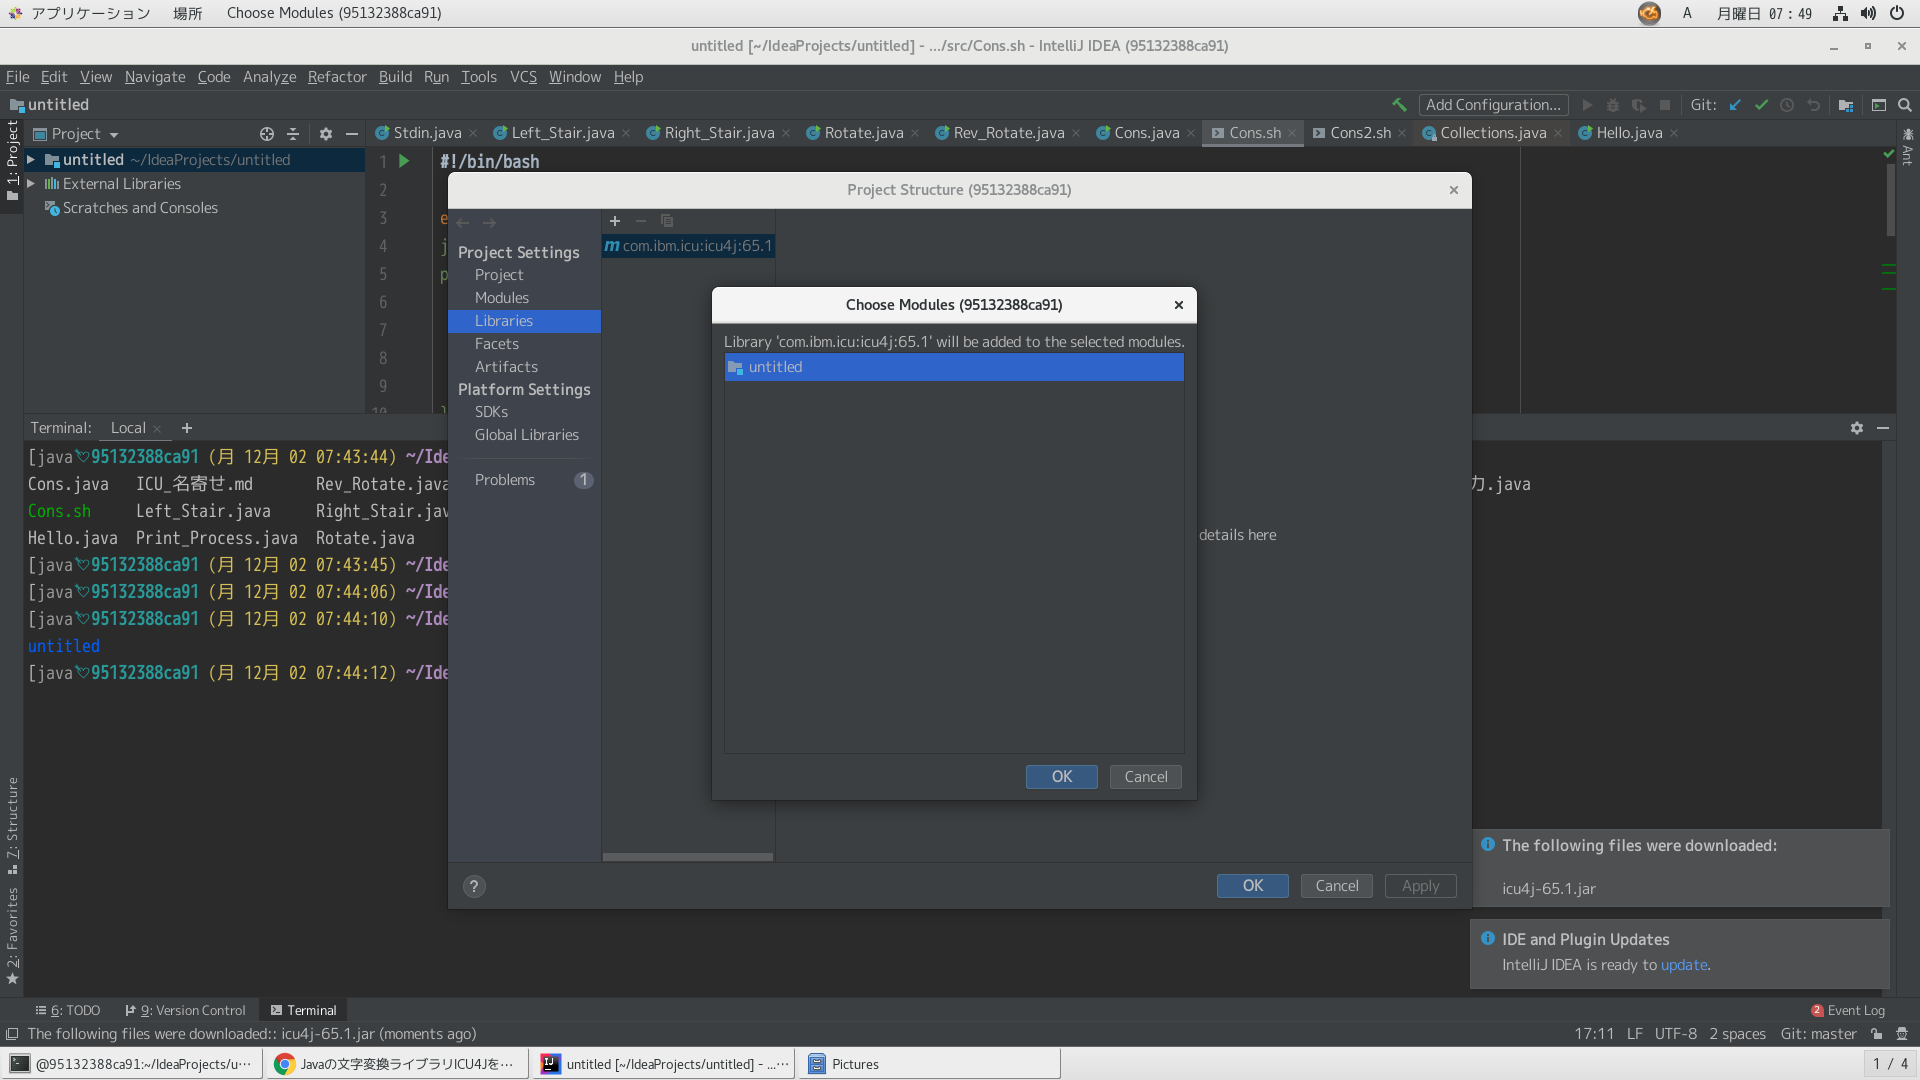 アプリケーション 場所 Choose Modules (95132388ca91) A 月曜日 07：49
untitled [~/IdeaProjects/untitled] - .../src/Cons.sh - IntelliJ IDEA (95132388ca91)
File Edit View Navigate Code Analyze Refactor Build Run Tools VCS Window Help
untitled Add Configuration... Git:
Project Stdin.java Left_Stair.java Right_Stair.java Rotate.java Rev_Rotate.java Cons.java Cons.sh Cons2.sh Collections.java Hello.java
1: Project
Ant
untitled ~/IdeaProjects/untitled
External Libraries
Scratches and Consoles
1 #!/bin/bash
2
3 e
4 j
5 p
6
7
8
9
10
Project Structure (95132388ca91)
Project Settings
Project
Modules
Libraries
Facets
Artifacts
Platform Settings
SDKs
Global Libraries
Problems 1
com.ibm.icu:icu4j:65.1
details here
Choose Modules (95132388ca91)
Library 'com.ibm.icu:icu4j:65.1' will be added to the selected modules.
untitled
OK Cancel
? OK Cancel Apply
Terminal: Local
[java 95132388ca91 (月 12月 02 07:43:44) ~/Ide
Cons.java ICU_名寄せ.md Rev_Rotate.java 力.java
Cons.sh Left_Stair.java Right_Stair.jav
Hello.java Print_Process.java Rotate.java
[java 95132388ca91 (月 12月 02 07:43:45) ~/Ide
[java 95132388ca91 (月 12月 02 07:44:06) ~/Ide
[java 95132388ca91 (月 12月 02 07:44:10) ~/Ide
untitled
[java 95132388ca91 (月 12月 02 07:44:12) ~/Ide
7: Structure
2: Favorites
The following files were downloaded:
icu4j-65.1.jar
IDE and Plugin Updates
IntelliJ IDEA is ready to update.
6: TODO 9: Version Control Terminal 2 Event Log
The following files were downloaded:: icu4j-65.1.jar (moments ago) 17:11 LF UTF-8 2 spaces Git: master
@95132388ca91:~/IdeaProjects/u… Javaの文字変換ライブラリICU4Jを… untitled [~/IdeaProjects/untitled] - …… Pictures 1 / 4